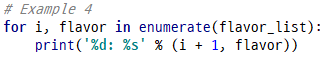 # Example 4
for i, flavor in enumerate(flavor_list):
    print('%d: %s' % (i + 1, flavor))